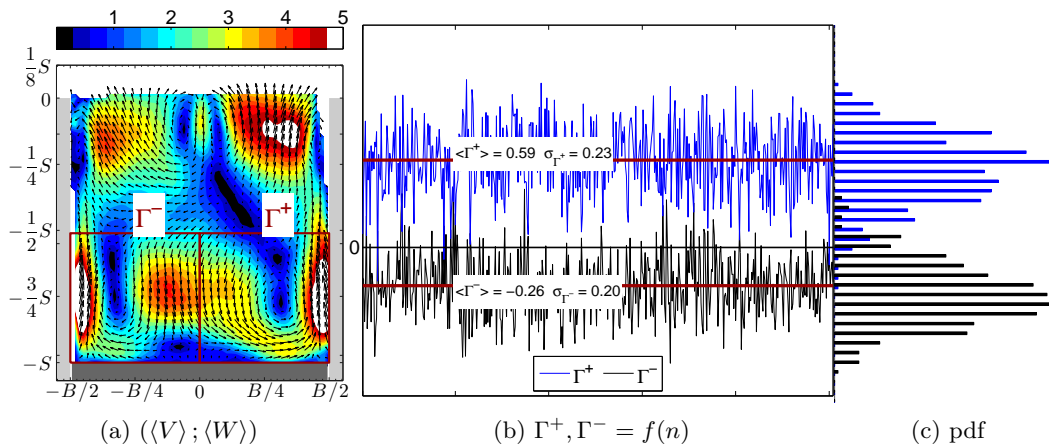 1 2 3 4 5
1/8 S
0
−1/4 S
−1/2 S
−3/4 S
−S
−B/2 −B/4 0 B/4 B/2
Γ− Γ+
<Γ+> = 0.59 σΓ+ = 0.23
0
<Γ−> = −0.26 σΓ− = 0.20
Γ+ Γ−
(a) (⟨V⟩ ; ⟨W⟩)
(b) Γ+, Γ− = f(n)
(c) pdf